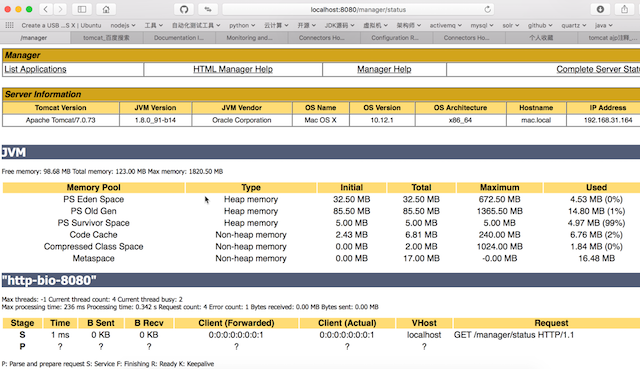 localhost:8080/manager/status
Create a USB... S X | Ubuntu nodejs 工具 自动化测试工具 python 云计算 开源 JDK源码 虚拟机 架构师 activemq mysql solr github quartz java
/manager tomcat_百度搜索 Documentation I... Monitoring and... Connectors Ho... Configuration R... Connectors Ho... 个人收藏 tomcat ajp注释_...
Manager
List Applications HTML Manager Help Manager Help Complete Server Stat
Server Information
Tomcat Version JVM Version JVM Vendor OS Name OS Version OS Architecture Hostname IP Address
Apache Tomcat/7.0.73 1.8.0_91-b14 Oracle Corporation Mac OS X 10.12.1 x86_64 mac.local 192.168.31.164
JVM
Free memory: 98.68 MB Total memory: 123.00 MB Max memory: 1820.50 MB
Memory Pool Type Initial Total Maximum Used
PS Eden Space Heap memory 32.50 MB 32.50 MB 672.50 MB 4.53 MB (0%)
PS Old Gen Heap memory 85.50 MB 85.50 MB 1365.50 MB 14.80 MB (1%)
PS Survivor Space Heap memory 5.00 MB 5.00 MB 5.00 MB 4.97 MB (99%)
Code Cache Non-heap memory 2.43 MB 6.81 MB 240.00 MB 6.76 MB (2%)
Compressed Class Space Non-heap memory 0.00 MB 2.00 MB 1024.00 MB 1.84 MB (0%)
Metaspace Non-heap memory 0.00 MB 17.00 MB -0.00 MB 16.48 MB
"http-bio-8080"
Max threads: -1 Current thread count: 4 Current thread busy: 2
Max processing time: 236 ms Processing time: 0.342 s Request count: 4 Error count: 1 Bytes received: 0.00 MB Bytes sent: 0.00 MB
Stage Time B Sent B Recv Client (Forwarded) Client (Actual) VHost Request
S 1 ms 0 KB 0 KB 0:0:0:0:0:0:0:1 0:0:0:0:0:0:0:1 localhost GET /manager/status HTTP/1.1
P ? ? ? ? ? ?
P: Parse and prepare request S: Service F: Finishing R: Ready K: Keepalive